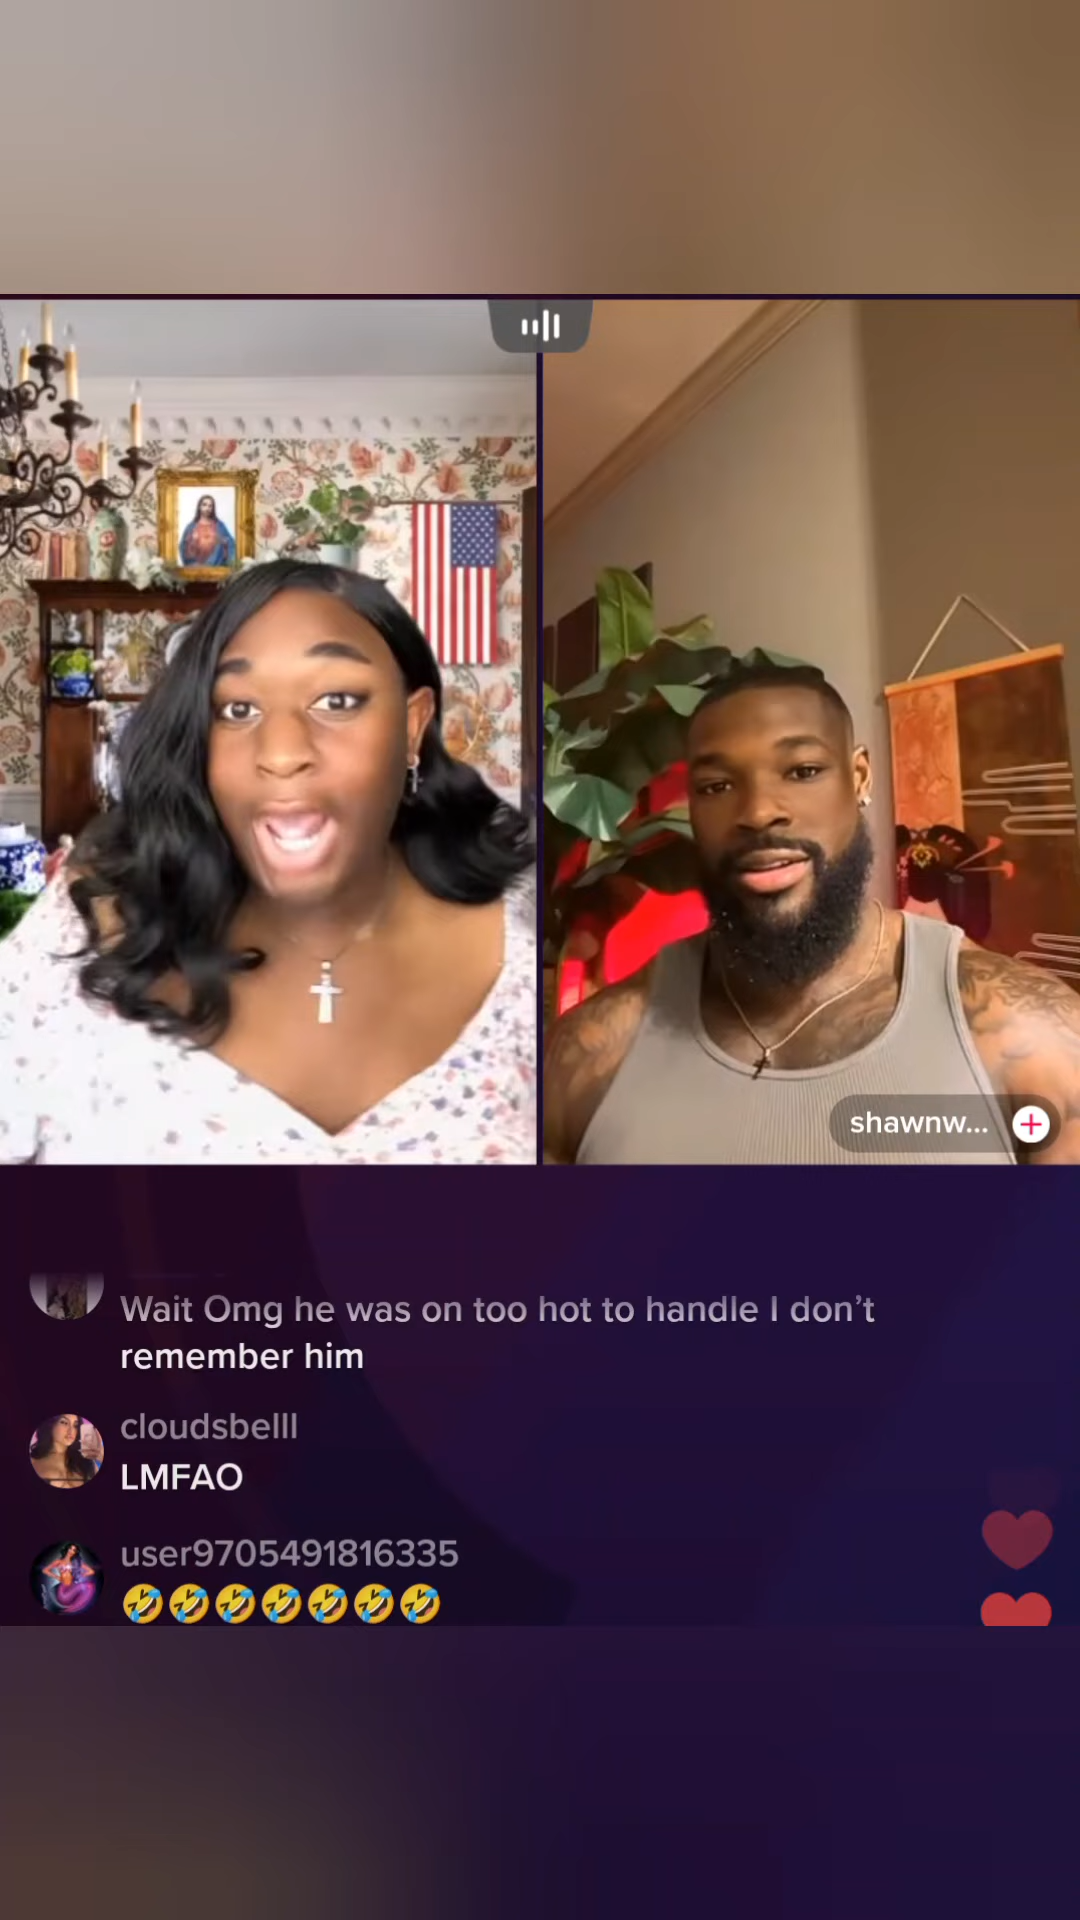 shawnw...
Wait Omg he was on too hot to handle I don’t
remember him
cloudsbelll
LMFAO
user9705491816335
🤣🤣🤣🤣🤣🤣🤣